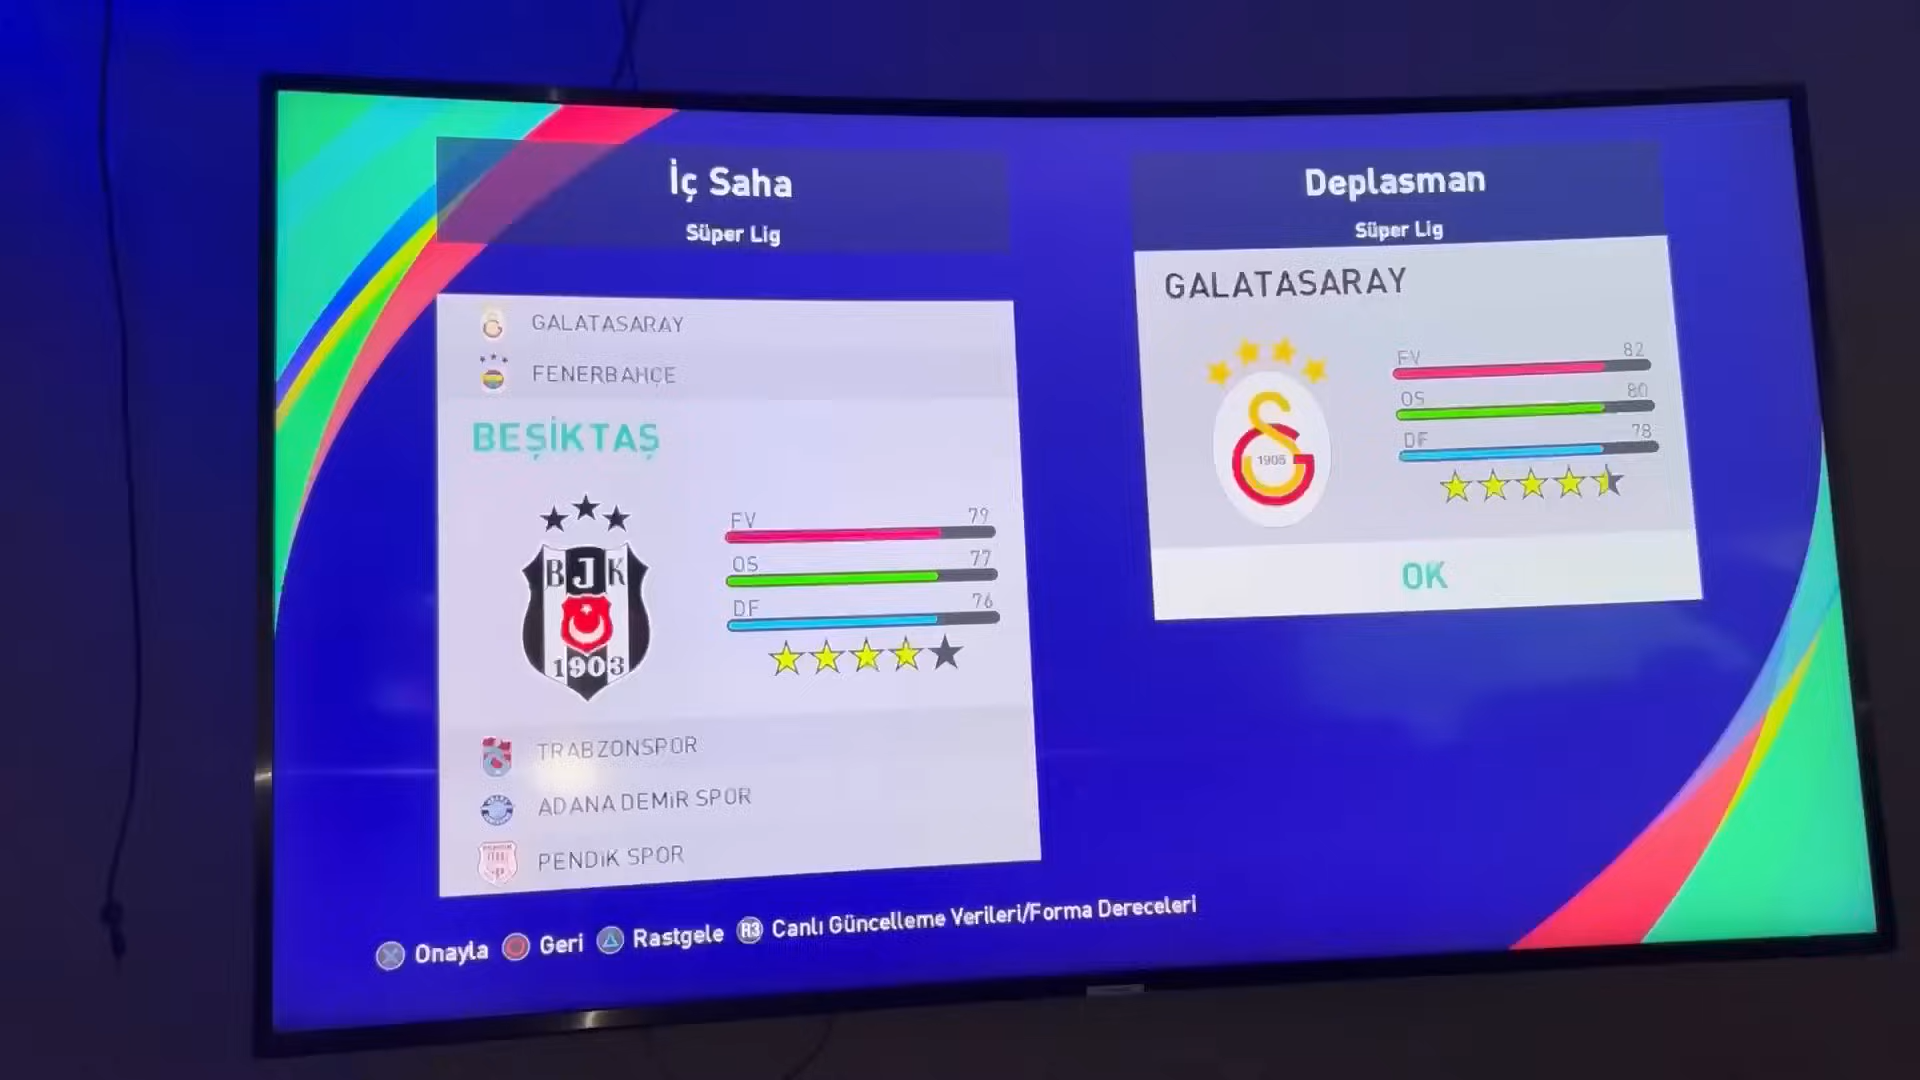 İç Saha
Süper Lig
GALATASARAY
FENERBAHÇE
BEŞİKTAŞ
BJK
1903
FV 79
OS 77
DF 76
TRABZONSPOR
ADANA DEMiR SPOR
PENDiK SPOR
Deplasman
Süper Lig
GALATASARAY
1905
FV 82
OS 80
DF 78
OK
Onayla Geri Rastgele R3 Canlı Güncelleme Verileri/Forma Dereceleri